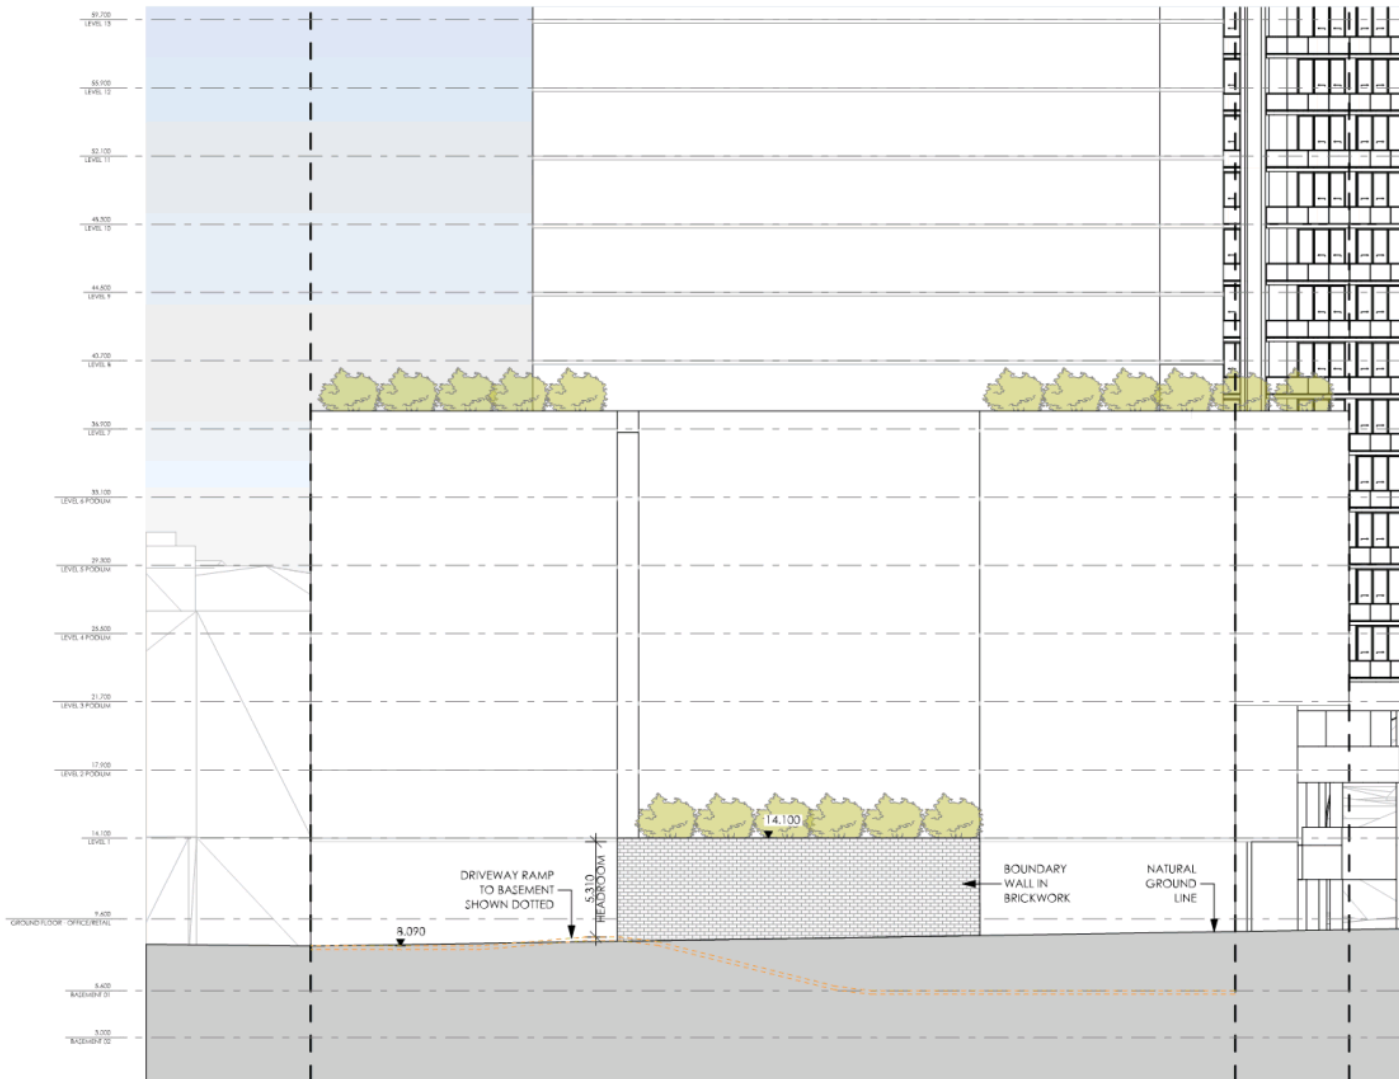 59,700
LEVEL 13
55,900
LEVEL 12
52,100
LEVEL 11
48,300
LEVEL 10
44,500
LEVEL 9
40,700
LEVEL 8
36,900
LEVEL 7
33,100
LEVEL 6-PODIUM
29,300
LEVEL 5-PODIUM
25,500
LEVEL 4-PODIUM
21,700
LEVEL 3-PODIUM
17,900
LEVEL 2-PODIUM
14,100
LEVEL 1
14.100
DRIVEWAY RAMP
TO BASEMENT
SHOWN DOTTED
5.310
HEADROOM
BOUNDARY
WALL IN
BRICKWORK
NATURAL
GROUND
LINE
9,600
GROUND FLOOR - OFFICE/RETAIL
8.090
5,600
BASEMENT 01
3,000
BASEMENT 02